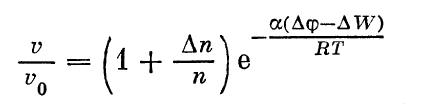 v/v₀ = (1 + Δn/n) e^(−α(Δφ−ΔW)/RT)